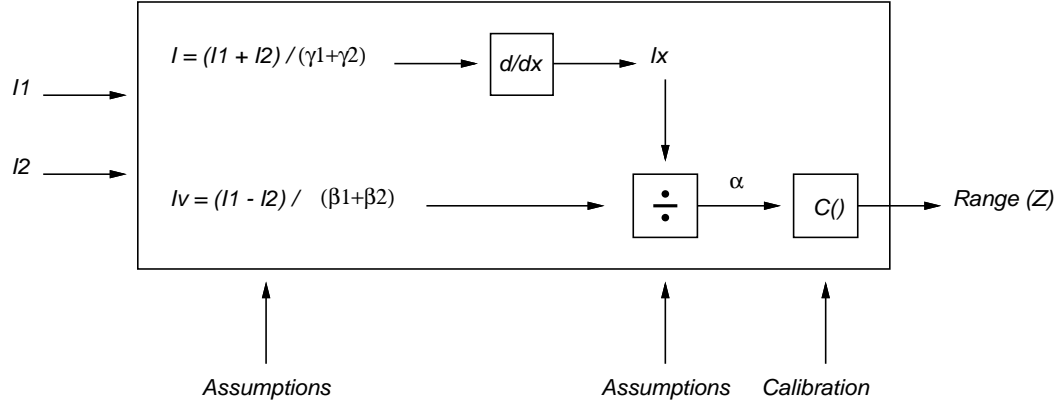 I = (I1 + I2) / (γ1+γ2)
d/dx
Ix
I1
I2
Iv = (I1 - I2) / (β1+β2)
÷
α
C()
Range (Z)
Assumptions
Assumptions
Calibration